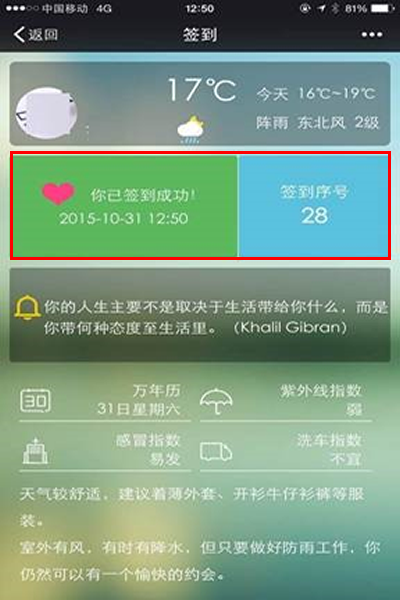 中国移动 4G 12:50 81%
返回 签到
17℃ 今天 16℃~19℃
阵雨 东北风 2级
你已签到成功! 签到序号
2015-10-31 12:50 28
你的人生主要不是取决于生活带给你什么，而是
你带何种态度至生活里。（Khalil Gibran）
30 万年历 紫外线指数
31日星期六 弱
感冒指数 洗车指数
易发 不宜
天气较舒适，建议着薄外套、开衫牛仔衫裤等服
装。
室外有风，有时有降水，但只要做好防雨工作，你
仍然可以有一个愉快的约会。